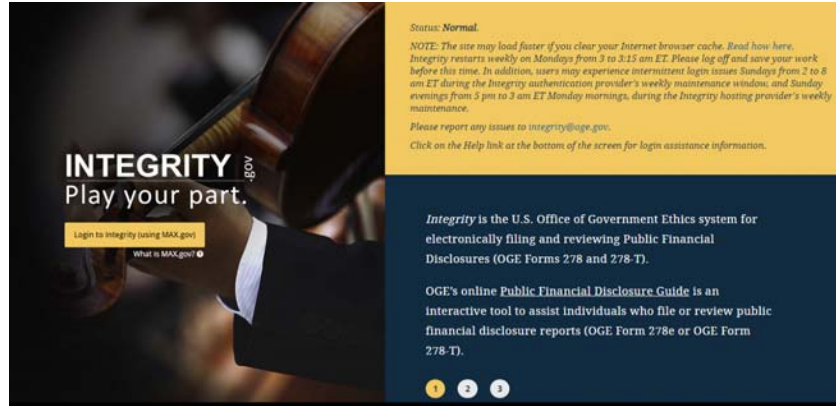 INTEGRITY .gov
Play your part.
Login to Integrity (using MAX.gov)
What is MAX.gov?
Status: Normal.
NOTE: The site may load faster if you clear your Internet browser cache. Read how here.
Integrity restarts weekly on Mondays from 3 to 3:15 am ET. Please log off and save your work
before this time. In addition, users may experience intermittent login issues Sundays from 2 to 8
am ET during the Integrity authentication provider's weekly maintenance window, and Sunday
evenings from 5 pm to 3 am ET Monday mornings, during the Integrity hosting provider's weekly
maintenance.
Please report any issues to integrity@oge.gov.
Click on the Help link at the bottom of the screen for login assistance information.
Integrity is the U.S. Office of Government Ethics system for
electronically filing and reviewing Public Financial
Disclosures (OGE Forms 278 and 278-T).
OGE's online Public Financial Disclosure Guide is an
interactive tool to assist individuals who file or review public
financial disclosure reports (OGE Form 278e or OGE Form
278-T).
1 2 3